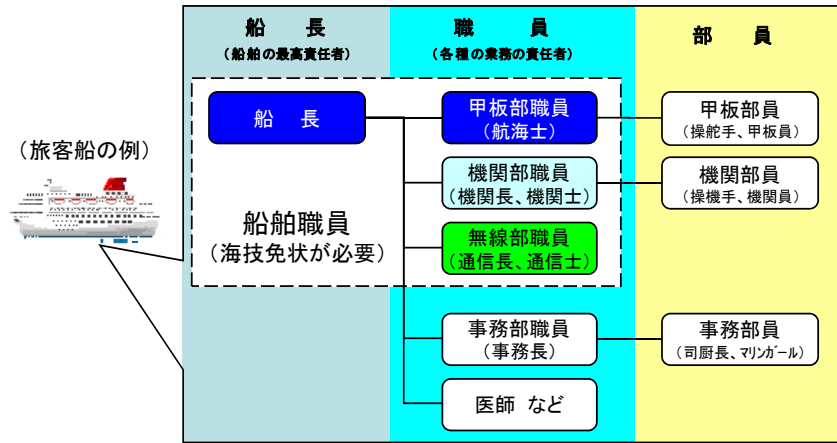 船　長
（船舶の最高責任者）
職　員
（各種の業務の責任者）
部　員
（旅客船の例）
船　長
船舶職員
（海技免状が必要）
甲板部職員
（航海士）
甲板部員
（操舵手、甲板員）
機関部職員
（機関長、機関士）
機関部員
（操機手、機関員）
無線部職員
（通信長、通信士）
事務部職員
（事務長）
事務部員
（司厨長、マリンガール）
医師 など